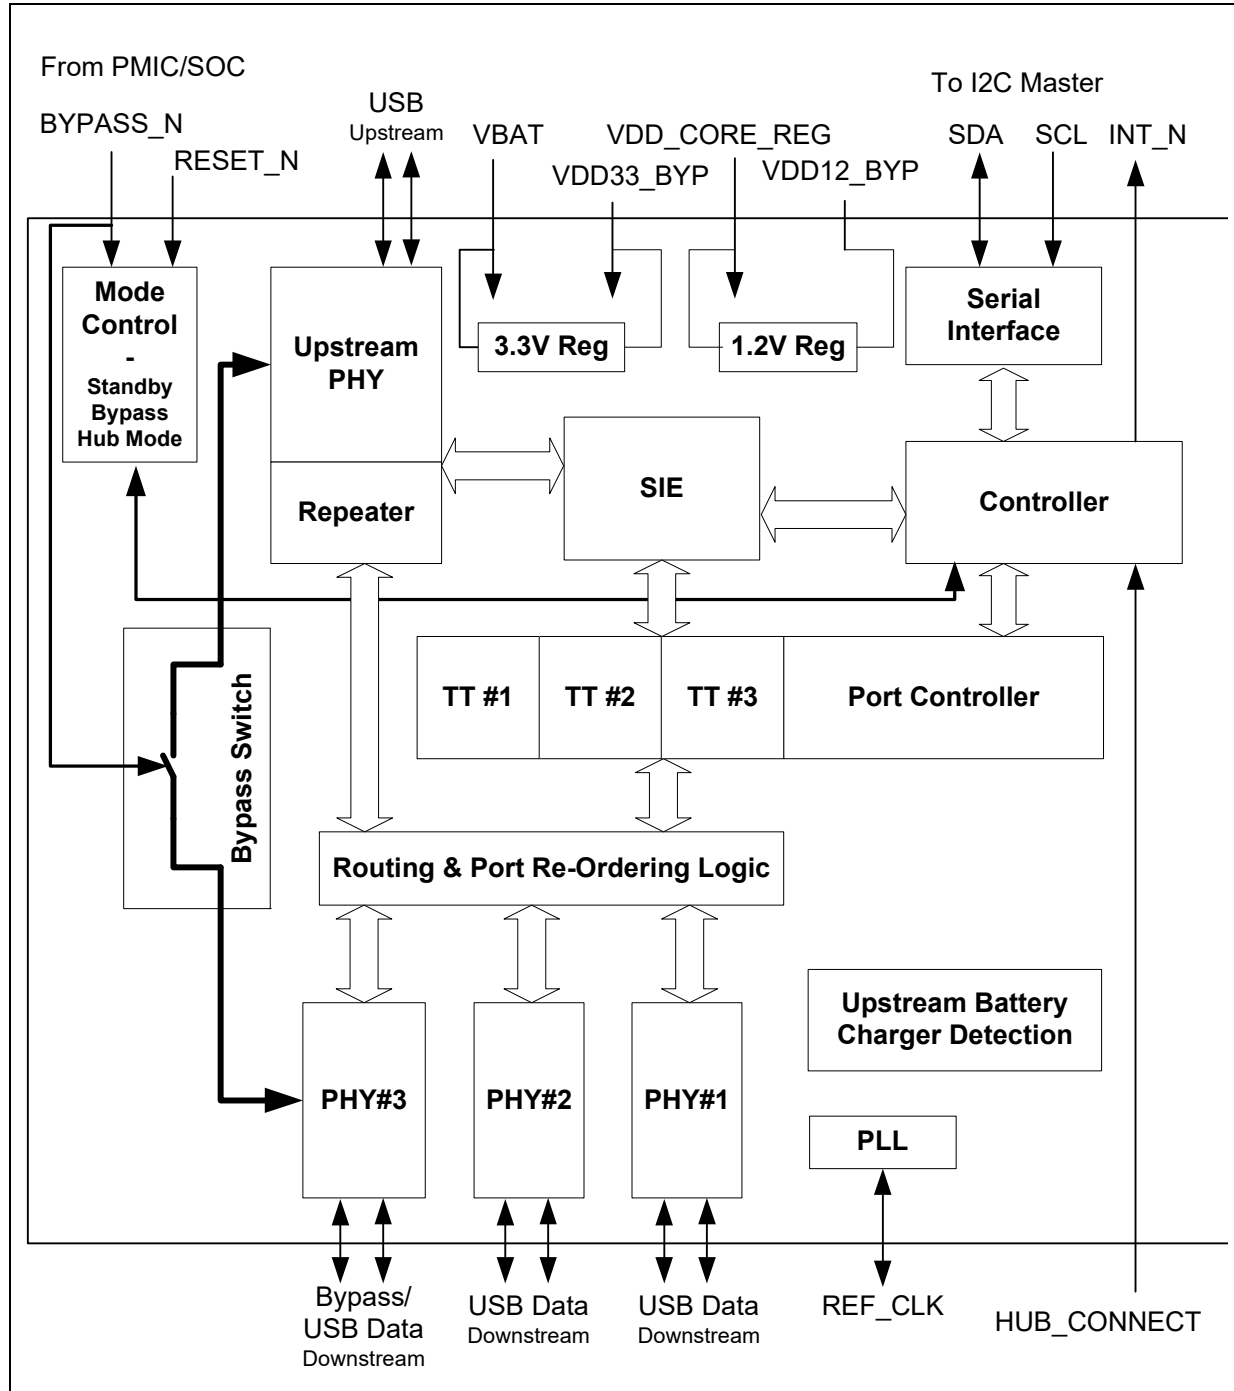 From PMIC/SOC
To I2C Master
USB
Upstream
BYPASS_N
RESET_N
VBAT
VDD_CORE_REG
VDD33_BYP
VDD12_BYP
SDA
SCL
INT_N
Mode
Control
-
Standby
Bypass
Hub Mode
Upstream
PHY
Repeater
3.3V Reg
1.2V Reg
Serial
Interface
SIE
Controller
Bypass Switch
TT #1
TT #2
TT #3
Port Controller
Routing & Port Re-Ordering Logic
PHY#3
PHY#2
PHY#1
Upstream Battery
Charger Detection
PLL
Bypass/
USB Data
Downstream
USB Data
Downstream
USB Data
Downstream
REF_CLK
HUB_CONNECT